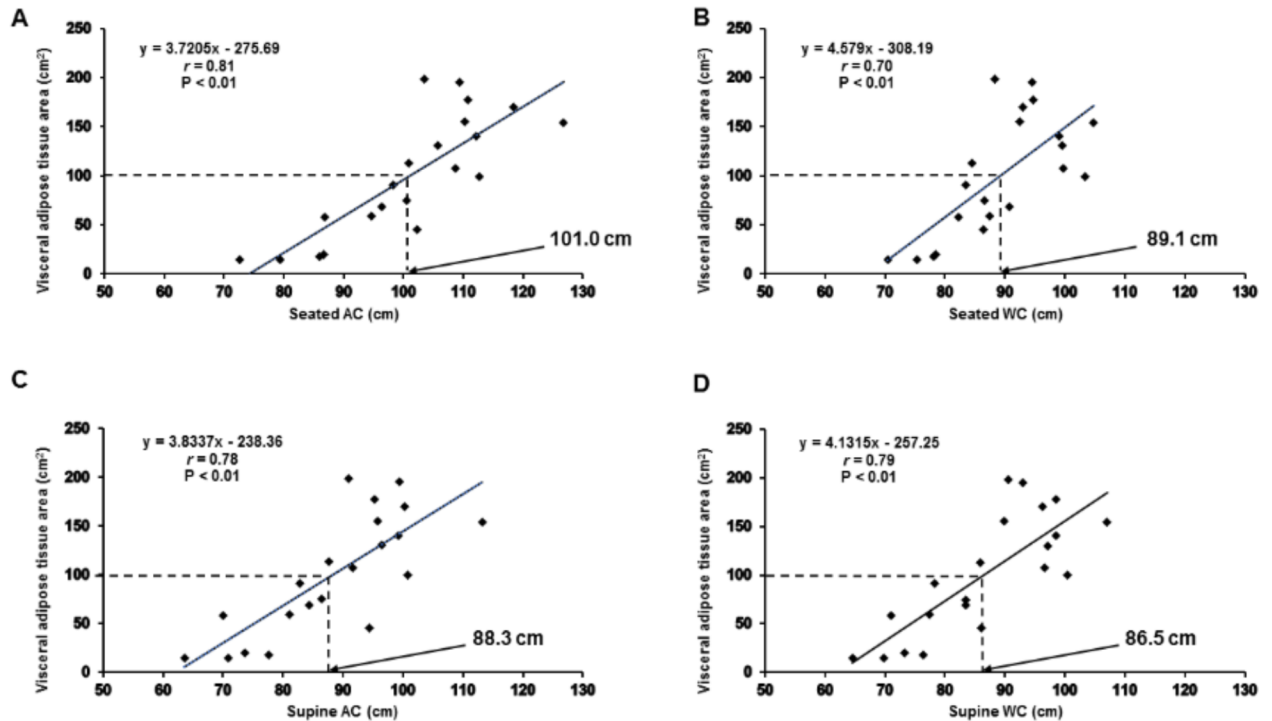 A
Visceral adipose tissue area (cm²)
250
200
150
100
50
0
y = 3.7205x - 275.69
r = 0.81
P < 0.01
101.0 cm
50 60 70 80 90 100 110 120 130
Seated AC (cm)
B
Visceral adipose tissue area (cm²)
250
200
150
100
50
0
y = 4.579x - 308.19
r = 0.70
P < 0.01
89.1 cm
50 60 70 80 90 100 110 120 130
Seated WC (cm)
C
Visceral adipose tissue area (cm²)
250
200
150
100
50
0
y = 3.8337x - 238.36
r = 0.78
P < 0.01
88.3 cm
50 60 70 80 90 100 110 120 130
Supine AC (cm)
D
Visceral adipose tissue area (cm²)
250
200
150
100
50
0
y = 4.1315x - 257.25
r = 0.79
P < 0.01
86.5 cm
50 60 70 80 90 100 110 120 130
Supine WC (cm)